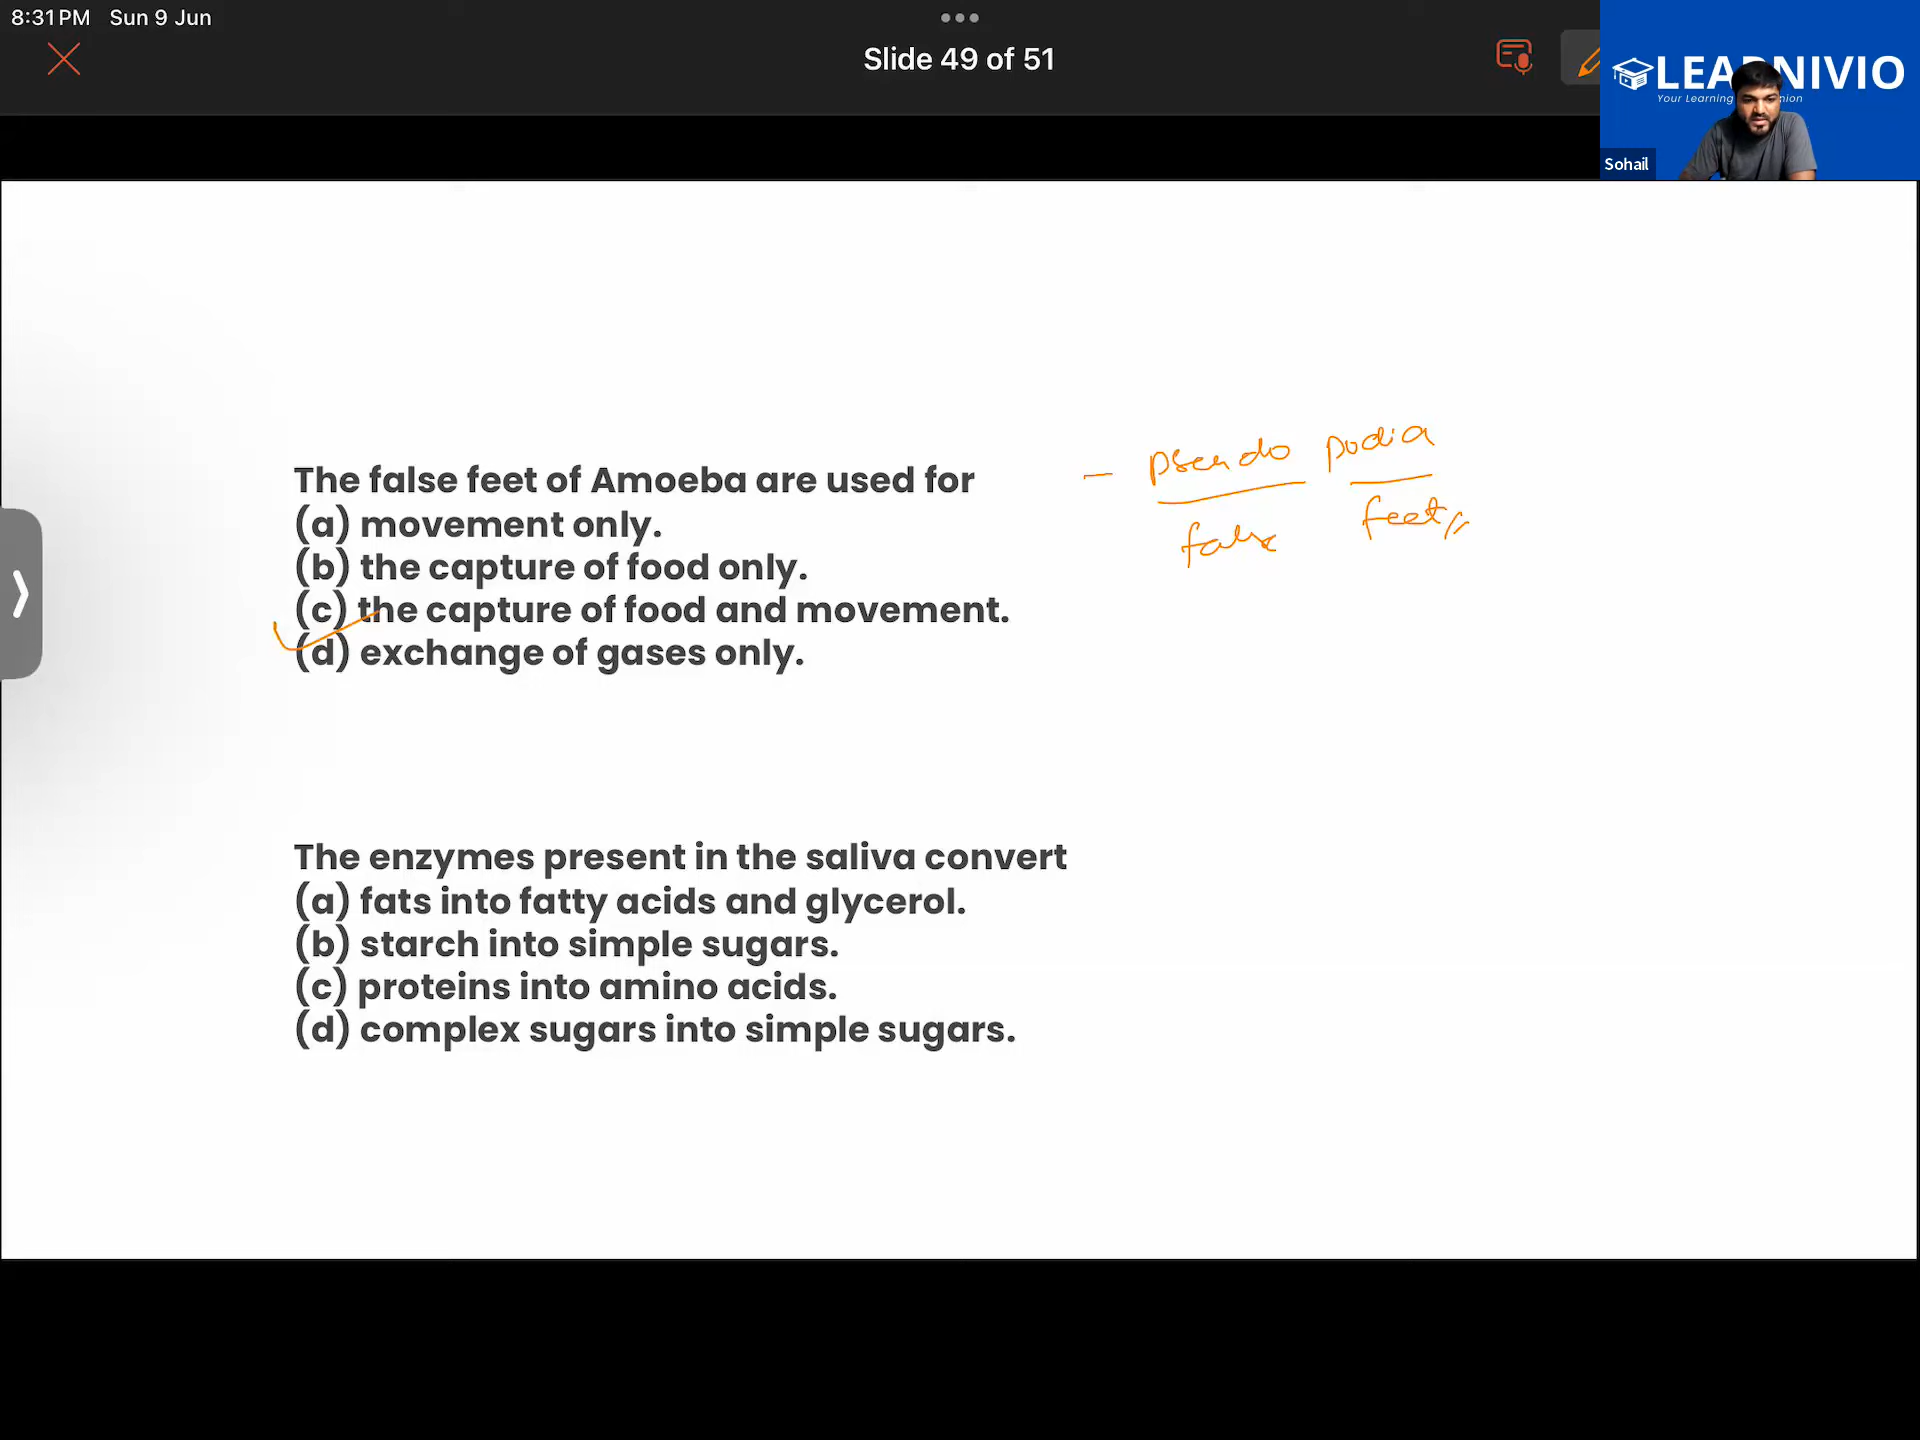 8:31 PM Sun 9 Jun
Slide 49 of 51
LEARNIVIO
Your Learning
Sohail
The false feet of Amoeba are used for
(a) movement only.
(b) the capture of food only.
(c) the capture of food and movement.
(d) exchange of gases only.
- pseudo podia
false feet
The enzymes present in the saliva convert
(a) fats into fatty acids and glycerol.
(b) starch into simple sugars.
(c) proteins into amino acids.
(d) complex sugars into simple sugars.